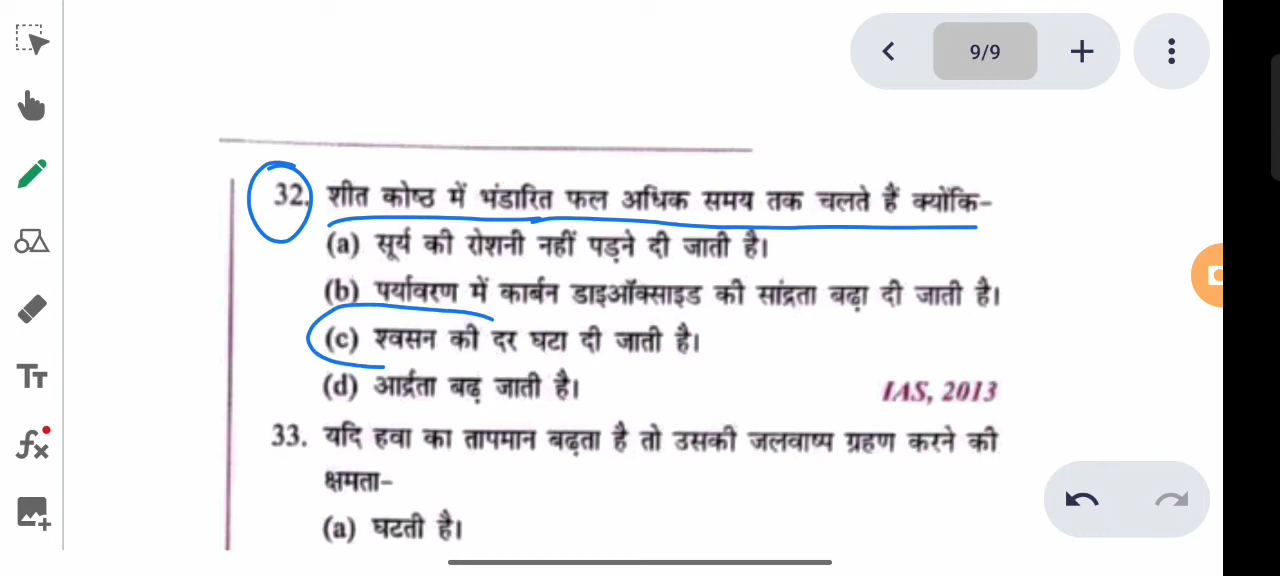 9/9
32. शीत कोष्ठ में भंडारित फल अधिक समय तक चलते हैं क्योंकि-
(a) सूर्य की रोशनी नहीं पड़ने दी जाती है।
(b) पर्यावरण में कार्बन डाइऑक्साइड की सांद्रता बढ़ा दी जाती है।
(c) श्वसन की दर घटा दी जाती है।
(d) आर्द्रता बढ़ जाती है।
IAS, 2013
33. यदि हवा का तापमान बढ़ता है तो उसकी जलवाष्प ग्रहण करने की
क्षमता-
(a) घटती है।